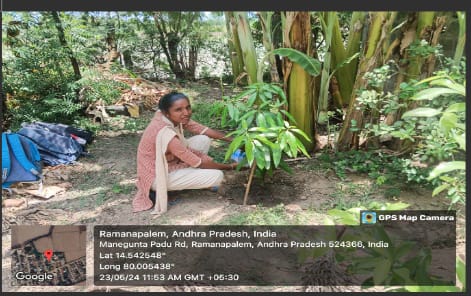 GPS Map Camera
Ramanapalem, Andhra Pradesh, India
Manegunta Padu Rd, Ramanapalem, Andhra Pradesh 524366, India
Lat 14.542548°
Long 80.005438°
23/06/24 11:53 AM GMT +05:30
Google